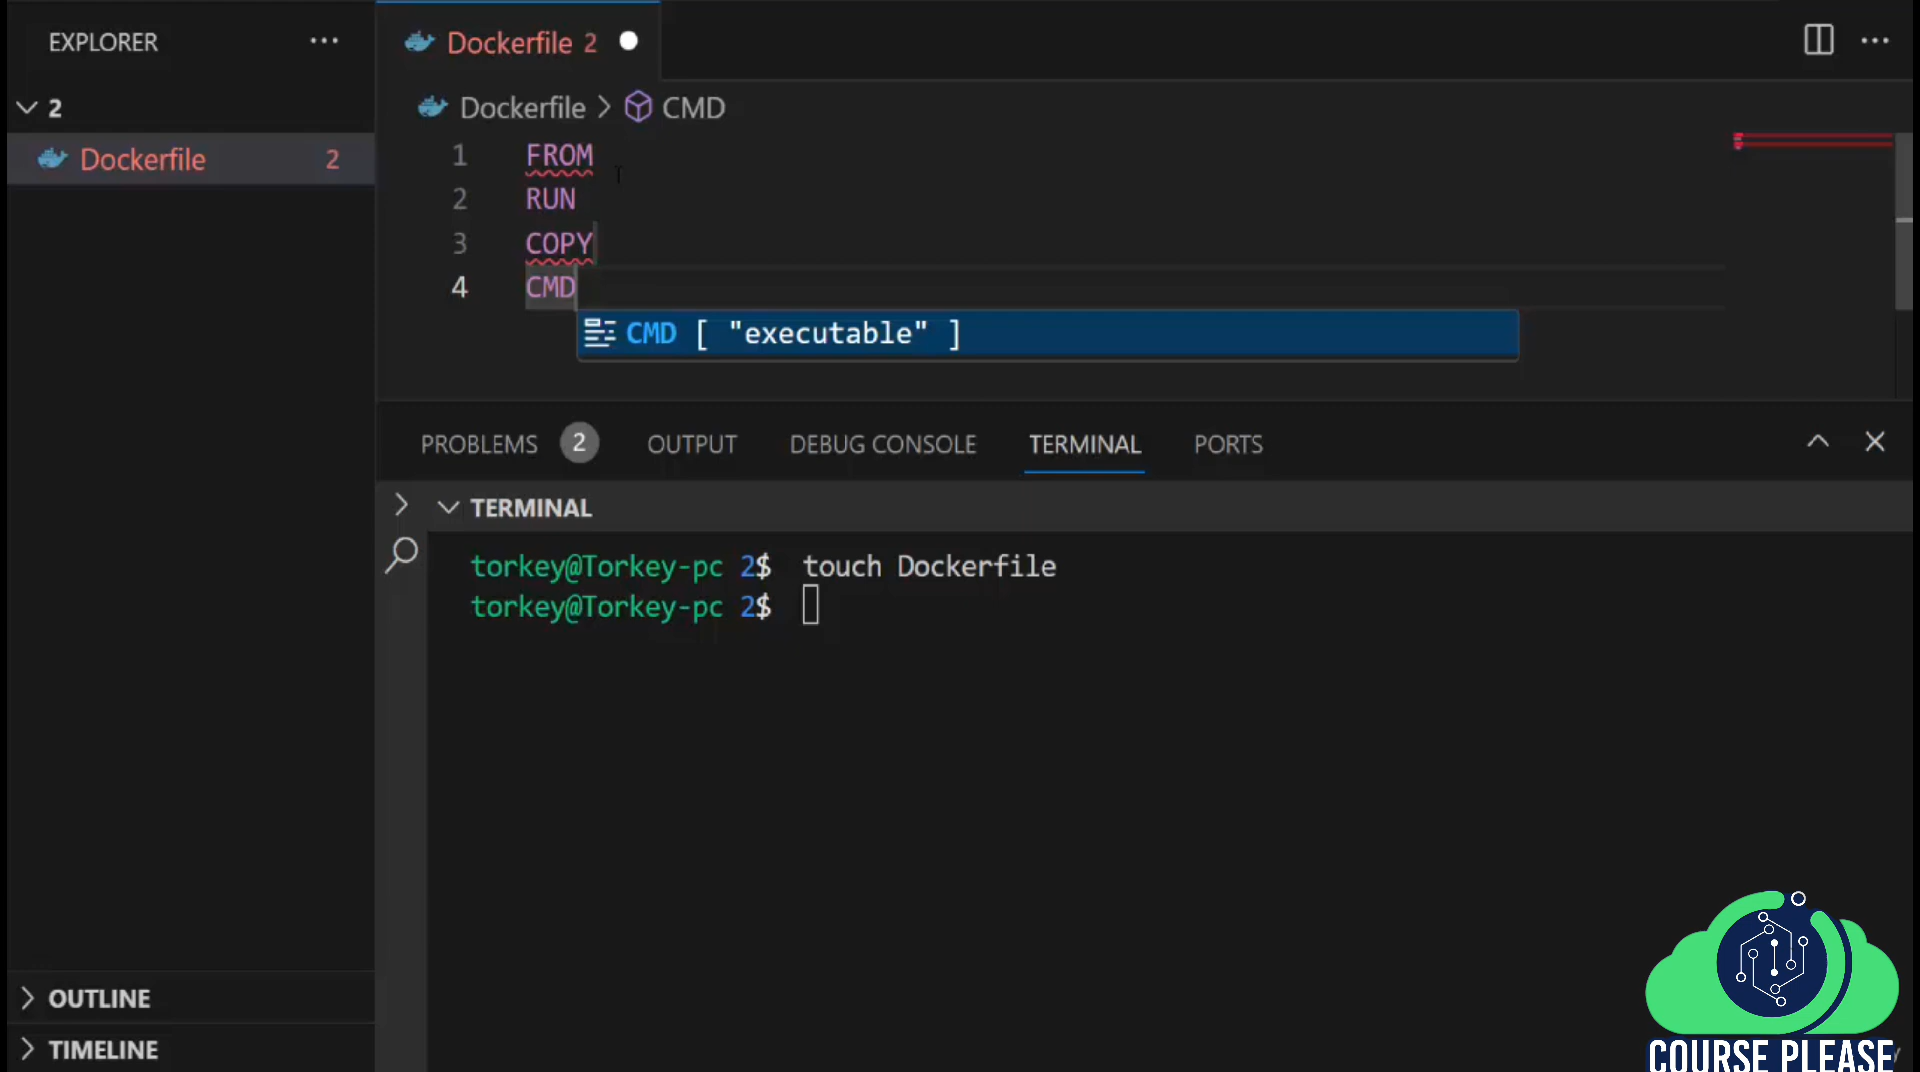 EXPLORER ...
Dockerfile 2
2
Dockerfile > CMD
Dockerfile 2
1 FROM
2 RUN
3 COPY
4 CMD
CMD [ "executable" ]
PROBLEMS 2 OUTPUT DEBUG CONSOLE TERMINAL PORTS
TERMINAL
torkey@Torkey-pc 2$ touch Dockerfile
torkey@Torkey-pc 2$
OUTLINE
TIMELINE
COURSE PLEASE